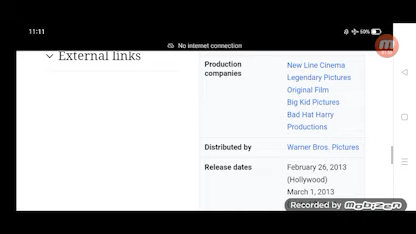 11:11
59%
No internet connection
External links
Production companies
New Line Cinema
Legendary Pictures
Original Film
Big Kid Pictures
Bad Hat Harry
Productions
Distributed by
Warner Bros. Pictures
Release dates
February 26, 2013
(Hollywood)
March 1, 2013
Recorded by Mobizen